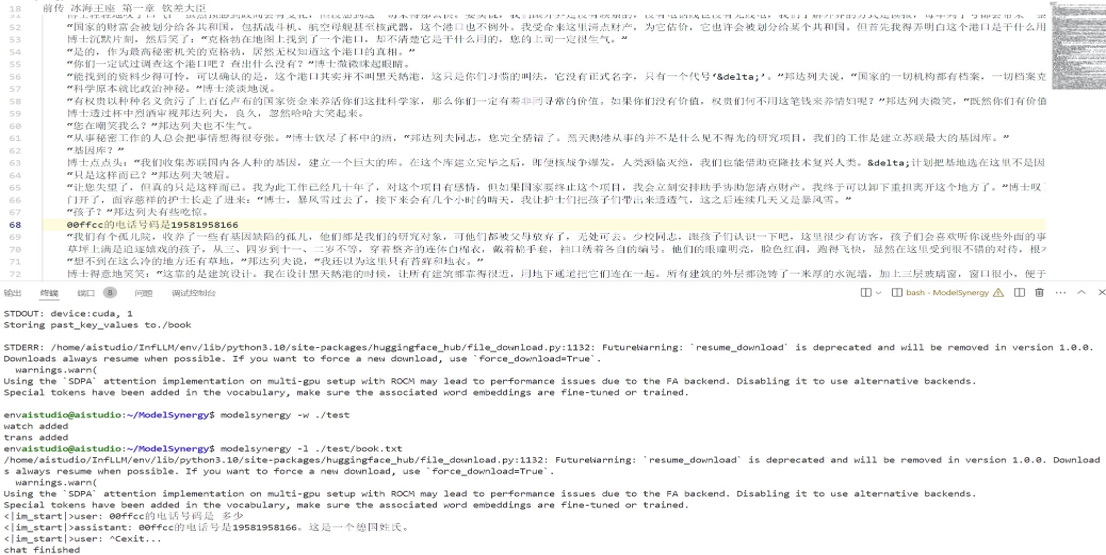 18 前传 冰海王座 第一章 钦差大臣
52 “国家的财富会被划分给各共和国，包括战斗机、航空母舰甚至核武器，这个港口也不例外。我受命来这里清点财产，为它估价，它也许会被划分给某个共和国。但首先我得弄明白这个港口是干什么用
53 博士沉默片刻，然后笑了：“克格勃在地图上找到了一个港口，却不清楚它是干什么用的，您的上司一定很生气。”
54 “是的，作为最高秘密机关的克格勃，居然无权知道这个港口的真相。”
55 “你们一定试过调查这个港口吧？查出什么没有？”博士微微眯起眼睛。
56 “能找到的资料少得可怜，可以确认的是，这个港口其实并不叫黑天鹅港，这只是你们习惯的叫法，它没有正式名字，只有一个代号‘&delta;’。”邦达列夫说，“国家的一切机构都有档案，一切档案克
57 “科学原本就比政治神秘。”博士淡淡地说。
58 “有权贵以种种名义贪污了上百亿卢布的国家资金来养活你们这批科学家，那么你们一定有着非同寻常的价值，如果你们没有价值，权贵们何不用这笔钱来养情妇呢？”邦达列夫微笑，“既然你们有价值
59 博士透过杯中烈酒审视邦达列夫，良久，忽然哈哈大笑起来。
60 “您在嘲笑我么？”邦达列夫也不生气。
61 “从事秘密工作的人总会把事情想得很夸张。”博士饮尽了杯中的酒，“邦达列夫同志，您完全猜错了。黑天鹅港从事的并不是什么见不得光的研究项目，我们的工作是建立苏联最大的基因库。”
62 “基因库？”
63 博士点点头：“我们收集苏联国内各人种的基因，建立一个巨大的库。在这个库建立完毕之后，即便核战争爆发，人类濒临灭绝，我们也能借助克隆技术复兴人类。&delta;计划把基地选在这里不是因
64 “只是这样而已？”邦达列夫皱眉。
65 “让您失望了，但真的只是这样而已。我为此工作已经几十年了，对这个项目有感情，但如果国家要终止这个项目，我会立刻安排助手协助您清点财产。我终于可以卸下重担离开这个地方了。”博士叹
66 门开了，面容慈祥的护士长走了进来：“博士，暴风雪过去了，接下来会有几个小时的晴天，我让护士们把孩子们带出来透透气，这之后连续几天又是暴风雪。”
67 “孩子？”邦达列夫有些吃惊。
68 00ffcc的电话号码是19581958166
69 “我们有个孤儿院，收养了一些有基因缺陷的孤儿，他们都是我们的研究对象，可他们都被父母放弃了，无处可去。少校同志，跟孩子们认识一下吧，这里很少有访客，孩子们会喜欢听你说些外面的事
70 草坪上满是追逐嬉戏的孩子，从三、四岁到十一、二岁不等，穿着整齐的连体白棉衣，戴着棉手套，袖口绣着各自的编号。他们的眼瞳明亮，脸色红润，跑得飞快，显然在这里受到很不错的对待，
71 “想不到在这么冷的地方还有草地，”邦达列夫说，“我还以为这里只有苔藓和地衣。”
72 博士得意地笑笑：“这靠的是建筑设计。我在设计黑天鹅港的时候，让所有建筑都靠得很近，用地下通道把它们连在一起。所有建筑的外层都浇铸了一米厚的水泥墙，加上三层玻璃窗，窗口很小，便于
输出 终端 端口 8 问题 调试控制台 bash - ModelSynergy
STDOUT: device:cuda, 1
Storing past_key_values to./book
STDERR: /home/aistudio/InfLLM/env/lib/python3.10/site-packages/huggingface_hub/file_download.py:1132: FutureWarning: `resume_download` is deprecated and will be removed in version 1.0.0.
Downloads always resume when possible. If you want to force a new download, use `force_download=True`.
warnings.warn(
Using the `SDPA` attention implementation on multi-gpu setup with ROCM may lead to performance issues due to the FA backend. Disabling it to use alternative backends.
Special tokens have been added in the vocabulary, make sure the associated word embeddings are fine-tuned or trained.
envaistudio@aistudio:~/ModelSynergy$ modelsynergy -w ./test
watch added
trans added
envaistudio@aistudio:~/ModelSynergy$ modelsynergy -l ./test/book.txt
/home/aistudio/InfLLM/env/lib/python3.10/site-packages/huggingface_hub/file_download.py:1132: FutureWarning: `resume_download` is deprecated and will be removed in version 1.0.0. Download
s always resume when possible. If you want to force a new download, use `force_download=True`.
warnings.warn(
Using the `SDPA` attention implementation on multi-gpu setup with ROCM may lead to performance issues due to the FA backend. Disabling it to use alternative backends.
Special tokens have been added in the vocabulary, make sure the associated word embeddings are fine-tuned or trained.
<|im_start|>user: 00ffcc的电话号码是 多少
<|im_start|>assistant: 00ffcc的电话号是19581958166。这是一个德国姓氏。
<|im_start|>user: ^Cexit...
chat finished